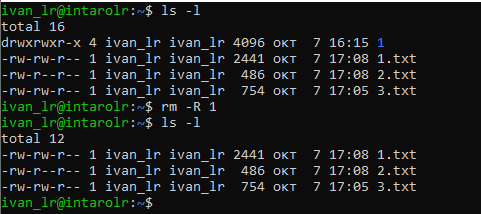 ivan_lr@intarolr:~$ ls -l
total 16
drwxrwxr-x 4 ivan_lr ivan_lr 4096 окт  7 16:15 1
-rw-rw-r-- 1 ivan_lr ivan_lr 2441 окт  7 17:08 1.txt
-rw-r--r-- 1 ivan_lr ivan_lr  486 окт  7 17:08 2.txt
-rw-rw-r-- 1 ivan_lr ivan_lr  754 окт  7 17:05 3.txt
ivan_lr@intarolr:~$ rm -R 1
ivan_lr@intarolr:~$ ls -l
total 12
-rw-rw-r-- 1 ivan_lr ivan_lr 2441 окт  7 17:08 1.txt
-rw-r--r-- 1 ivan_lr ivan_lr  486 окт  7 17:08 2.txt
-rw-rw-r-- 1 ivan_lr ivan_lr  754 окт  7 17:05 3.txt
ivan_lr@intarolr:~$